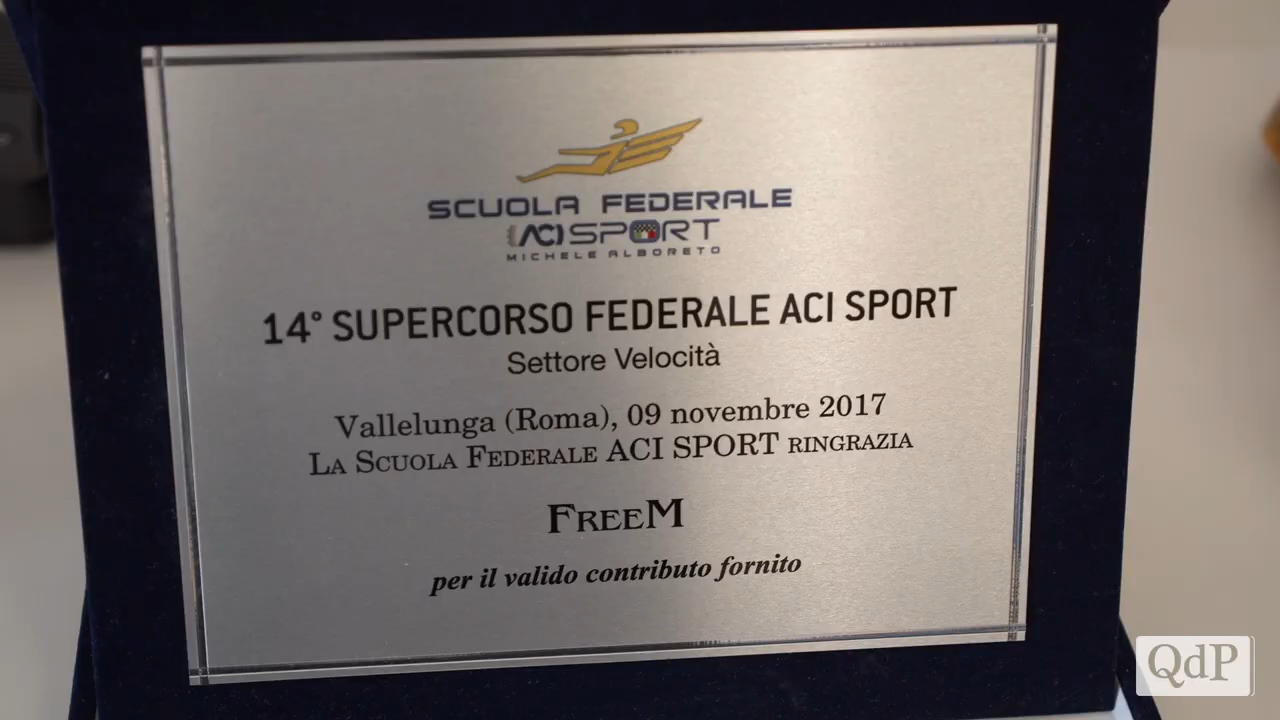 SCUOLA FEDERALE
ACI SPORT
MICHELE ALBORETO
14° SUPERCORSO FEDERALE ACI SPORT
Settore Velocità
Vallelunga (Roma), 09 novembre 2017
LA SCUOLA FEDERALE ACI SPORT RINGRAZIA
FREEM
per il valido contributo fornito
QdP